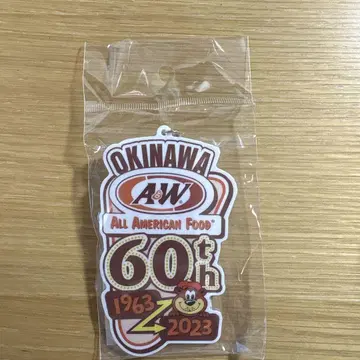 OKINAWA
A&W
ALL AMERICAN FOOD
60th
1963
2023